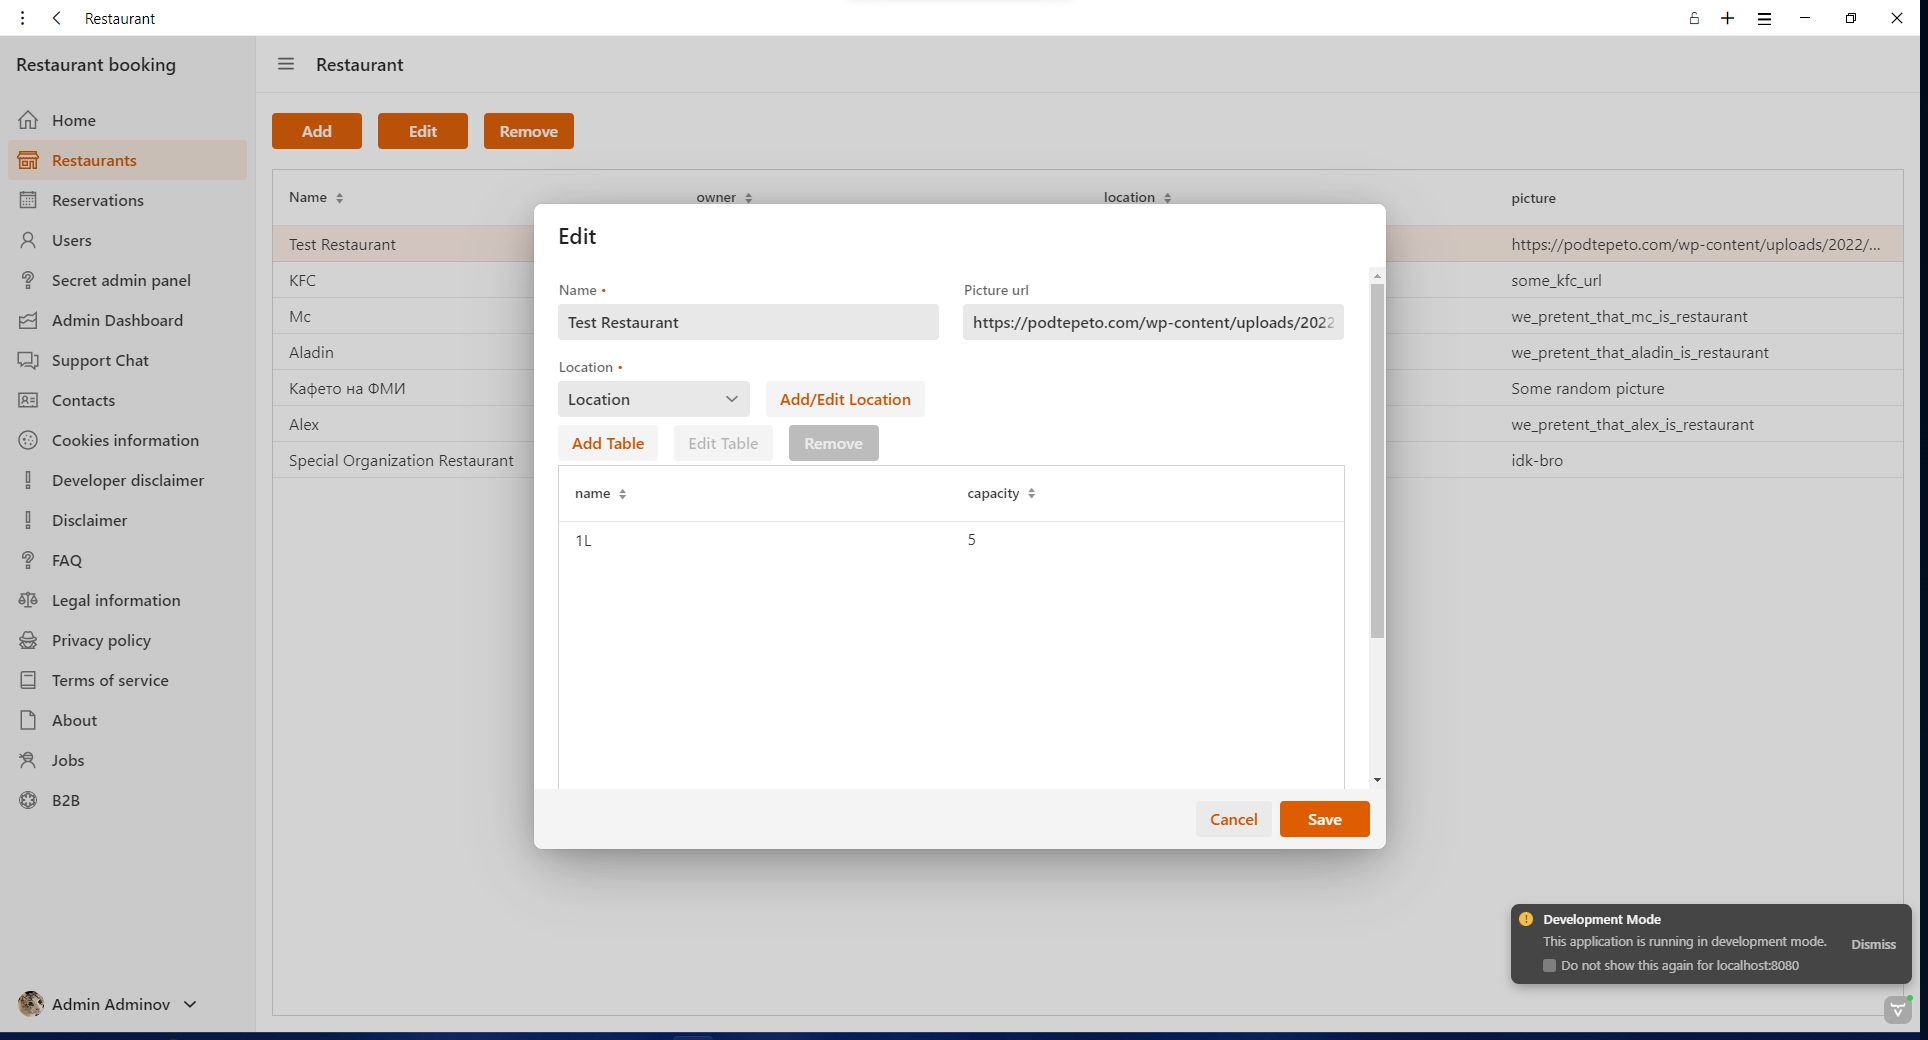 Restaurant
Restaurant booking
Restaurant
Home
Restaurants
Reservations
Users
Secret admin panel
Admin Dashboard
Support Chat
Contacts
Cookies information
Developer disclaimer
Disclaimer
FAQ
Legal information
Privacy policy
Terms of service
About
Jobs
B2B
Admin Adminov
Add Edit Remove
Name owner location picture
Test Restaurant https://podtepeto.com/wp-content/uploads/2022/...
KFC some_kfc_url
Mc we_pretent_that_mc_is_restaurant
Aladin we_pretent_that_aladin_is_restaurant
Кафето на ФМИ Some random picture
Alex we_pretent_that_alex_is_restaurant
Special Organization Restaurant idk-bro
Edit
Name • Picture url
Test Restaurant https://podtepeto.com/wp-content/uploads/2022
Location •
Location Add/Edit Location
Add Table Edit Table Remove
name capacity
1L 5
Cancel Save
Development Mode
This application is running in development mode.
Dismiss
Do not show this again for localhost:8080